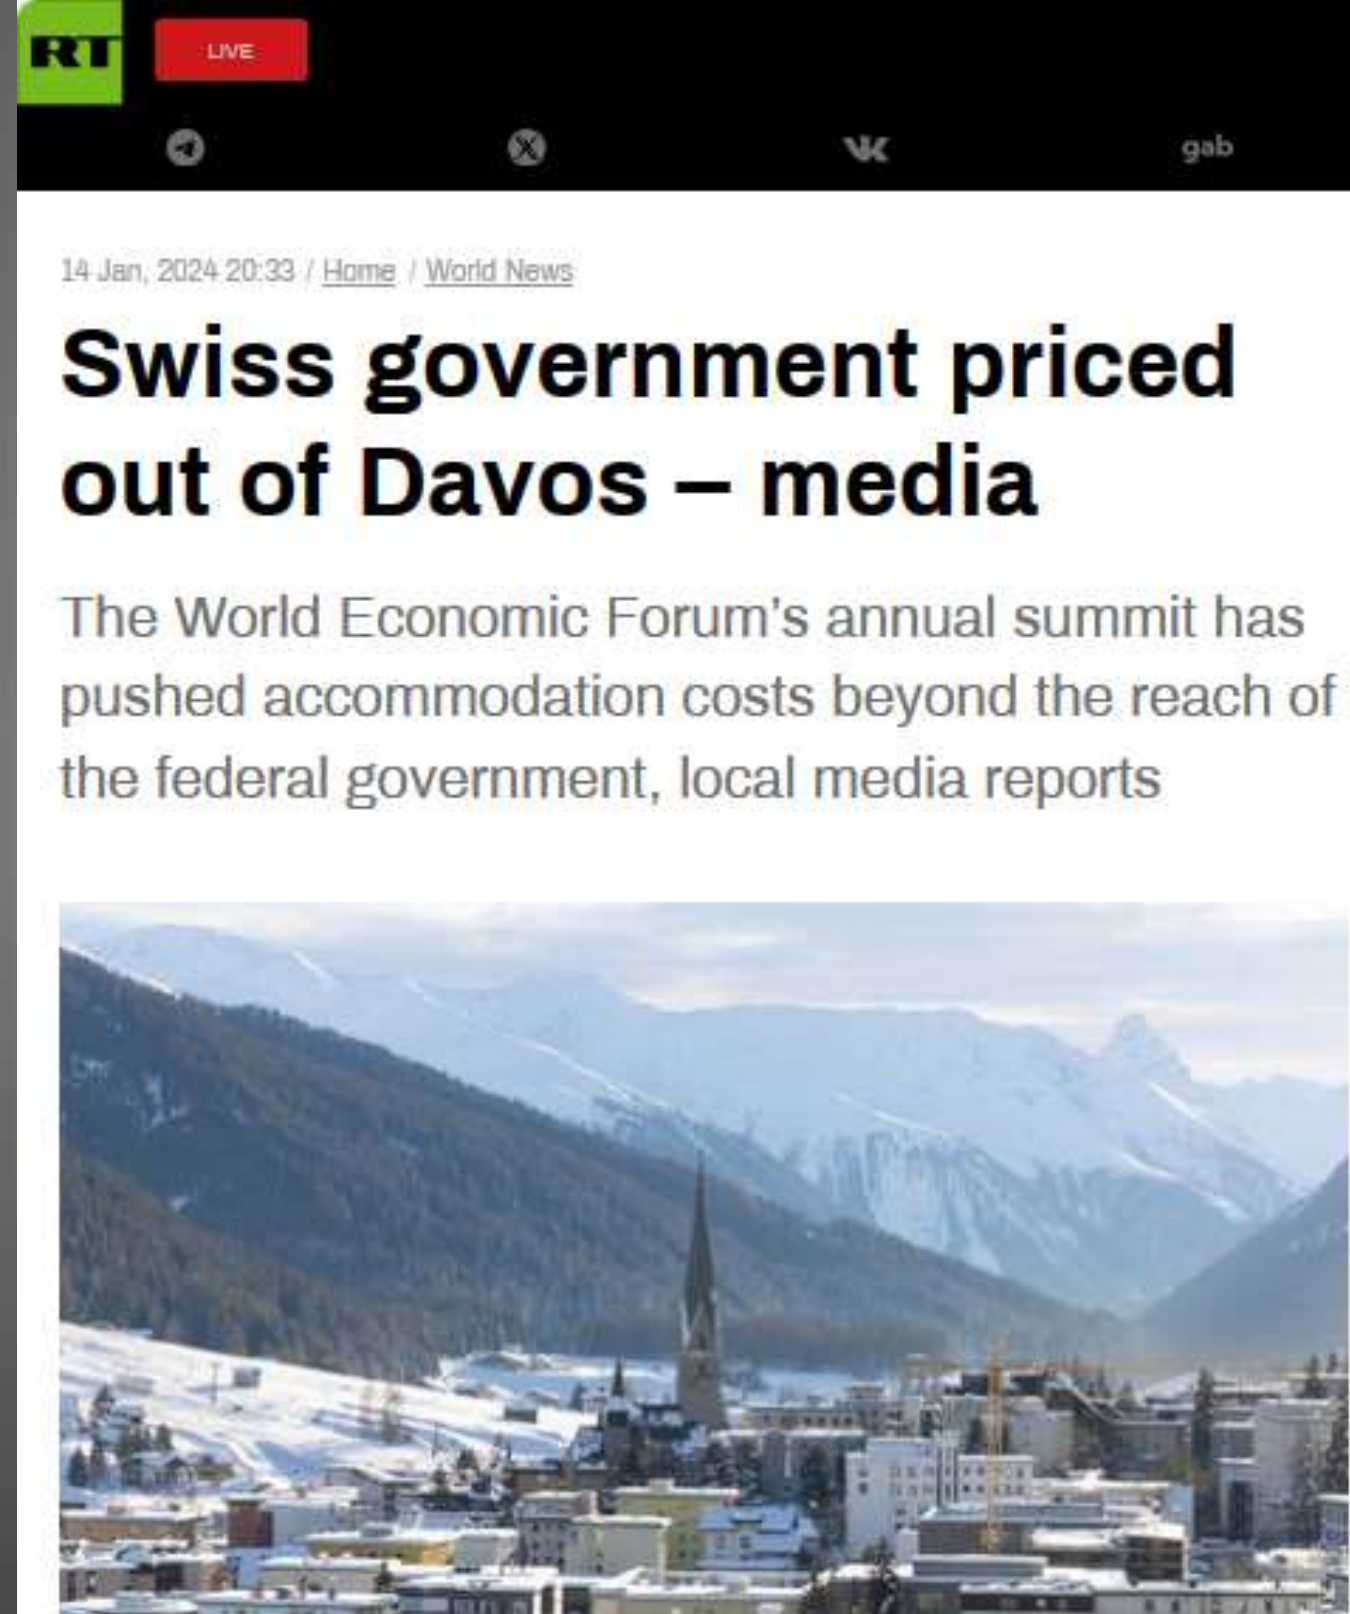 RT
LIVE
gab
14 Jan, 2024 20:33 / Home / World News
Swiss government priced
out of Davos – media
The World Economic Forum's annual summit has
pushed accommodation costs beyond the reach of
the federal government, local media reports